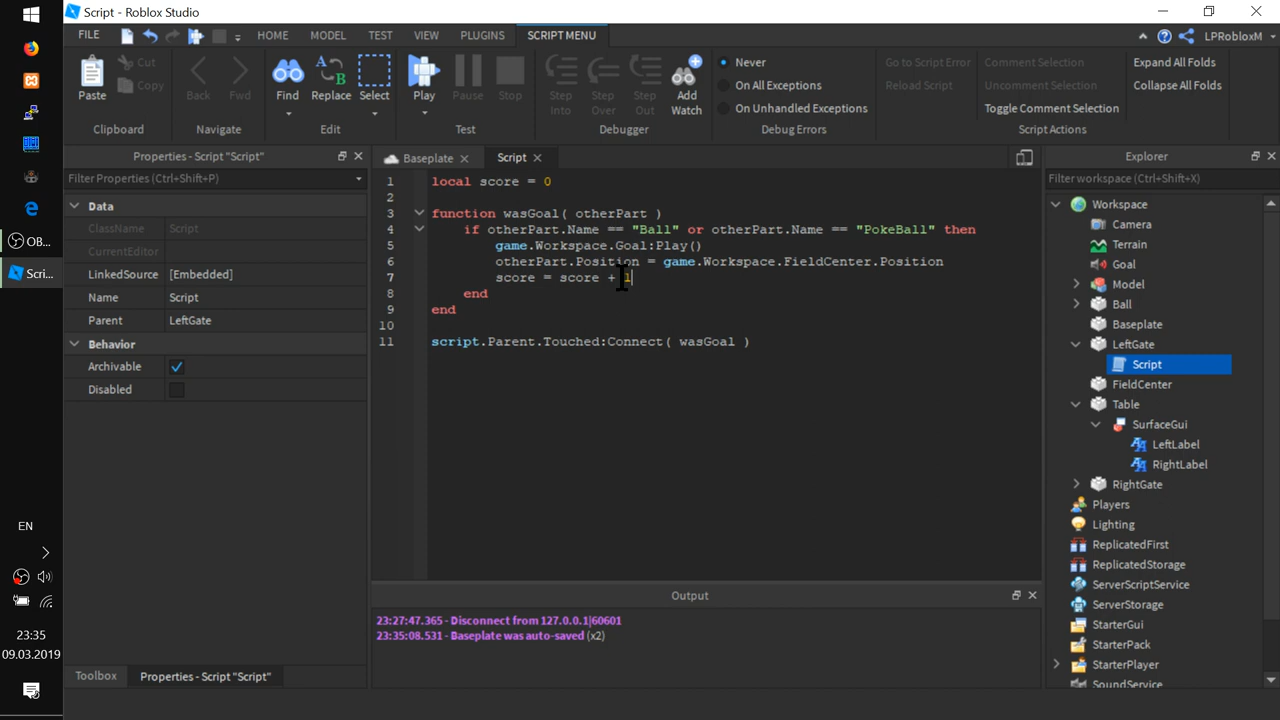 Script - Roblox Studio
FILE
HOME
MODEL
TEST
VIEW
PLUGINS
SCRIPT MENU
LPRobloxM
Paste
Cut
Copy
Clipboard
Back
Fwd
Navigate
Find
Replace
Select
Edit
Play
Pause
Stop
Test
Step Into
Step Over
Step Out
Add Watch
Debugger
Never
On All Exceptions
On Unhandled Exceptions
Debug Errors
Go to Script Error
Reload Script
Comment Selection
Uncomment Selection
Toggle Comment Selection
Expand All Folds
Collapse All Folds
Script Actions
Properties - Script "Script"
Filter Properties (Ctrl+Shift+P)
Data
ClassName Script
CurrentEditor
LinkedSource [Embedded]
Name Script
Parent LeftGate
Behavior
Archivable
Disabled
Toolbox
Properties - Script "Script"
Baseplate
Script
1 local score = 0
2
3 function wasGoal( otherPart )
4 if otherPart.Name == "Ball" or otherPart.Name == "PokeBall" then
5 game.Workspace.Goal:Play()
6 otherPart.Position = game.Workspace.FieldCenter.Position
7 score = score + 1
8 end
9 end
10
11 script.Parent.Touched:Connect( wasGoal )
Output
23:27:47.365 - Disconnect from 127.0.0.1|60601
23:35:08.531 - Baseplate was auto-saved (x2)
Explorer
Filter workspace (Ctrl+Shift+X)
Workspace
Camera
Terrain
Goal
Model
Ball
Baseplate
LeftGate
Script
FieldCenter
Table
SurfaceGui
LeftLabel
RightLabel
RightGate
Players
Lighting
ReplicatedFirst
ReplicatedStorage
ServerScriptService
ServerStorage
StarterGui
StarterPack
StarterPlayer
SoundService
OB...
Scri...
EN
23:35
09.03.2019